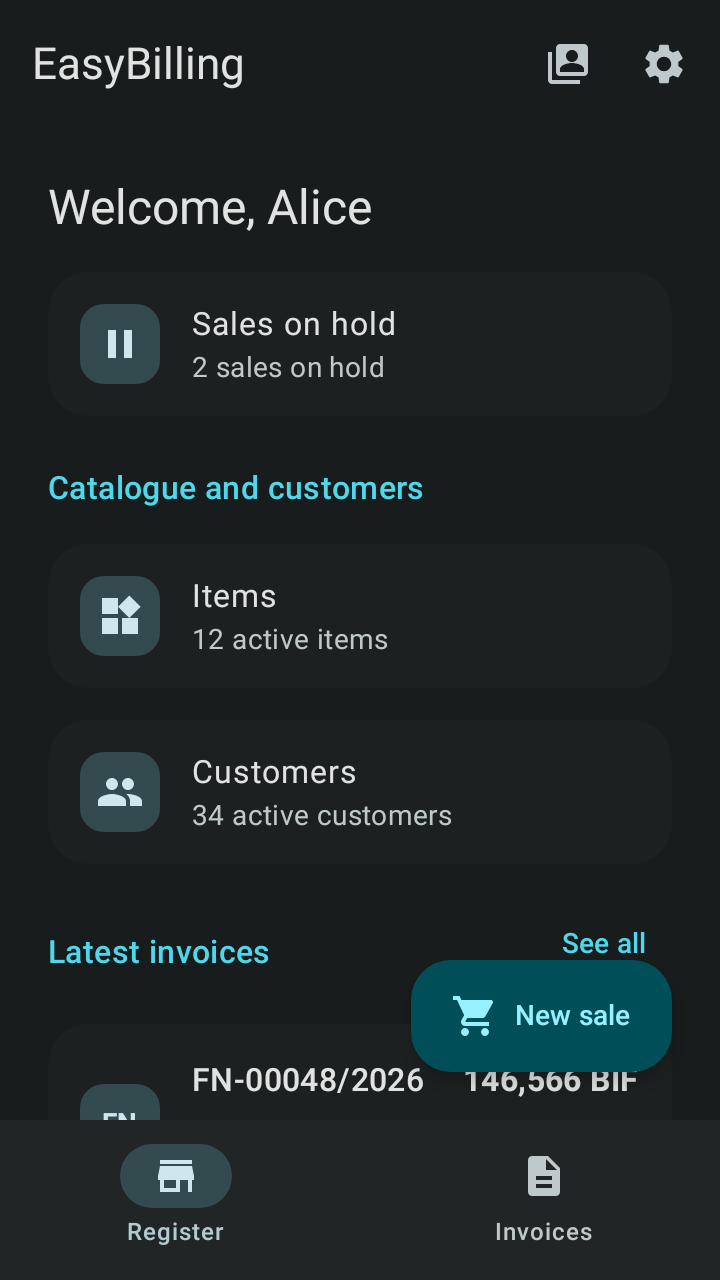 EasyBilling
Welcome, Alice
Sales on hold
2 sales on hold
Catalogue and customers
Items
12 active items
Customers
34 active customers
Latest invoices
See all
New sale
FN-00048/2026
146,566 BIF
FN
Register
Invoices